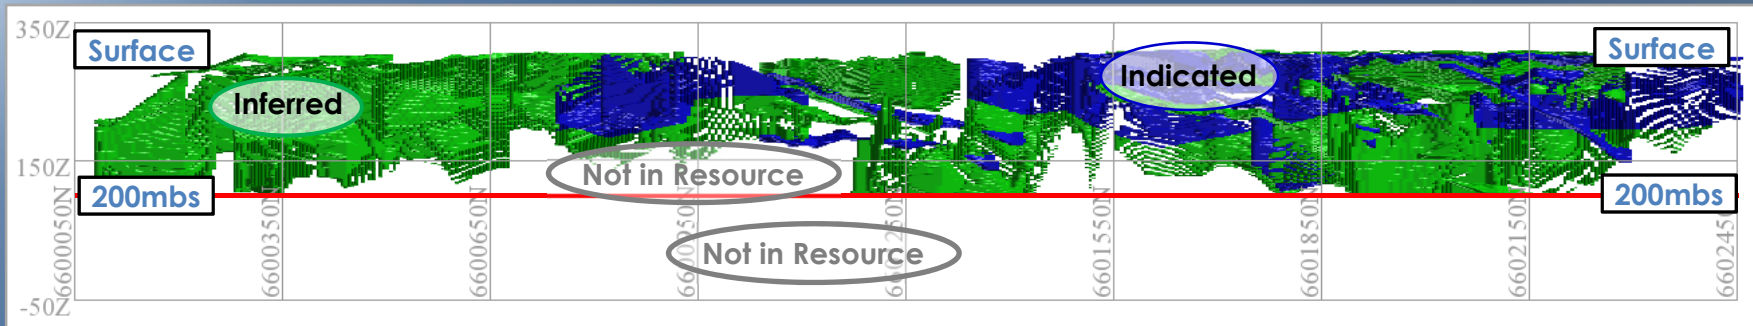 350Z
Surface
Surface
Inferred
Indicated
150Z
Not in Resource
200mbs
200mbs
Not in Resource
-50Z
6600050N
6600350N
6600650N
6601550N
6601850N
6602150N